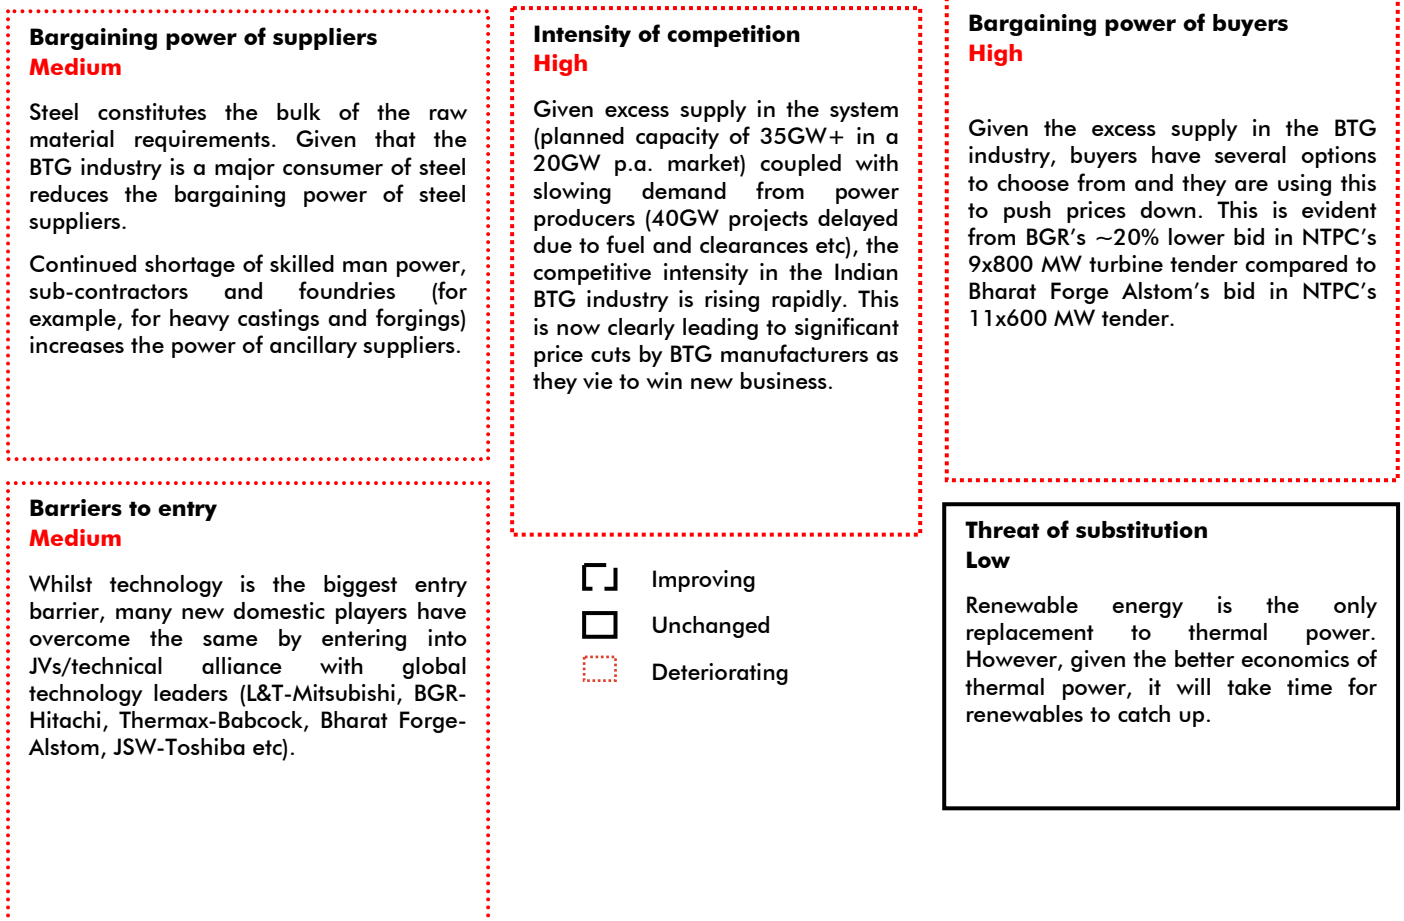 Bargaining power of suppliers
Medium
Steel constitutes the bulk of the raw
material requirements. Given that the
BTG industry is a major consumer of steel
reduces the bargaining power of steel
suppliers.
Continued shortage of skilled man power,
sub-contractors and foundries (for
example, for heavy castings and forgings)
increases the power of ancillary suppliers.
Intensity of competition
High
Given excess supply in the system
(planned capacity of 35GW+ in a
20GW p.a. market) coupled with
slowing demand from power
producers (40GW projects delayed
due to fuel and clearances etc), the
competitive intensity in the Indian
BTG industry is rising rapidly. This
is now clearly leading to significant
price cuts by BTG manufacturers as
they vie to win new business.
Bargaining power of buyers
High
Given the excess supply in the BTG
industry, buyers have several options
to choose from and they are using this
to push prices down. This is evident
from BGR's ~20% lower bid in NTPC's
9x800 MW turbine tender compared to
Bharat Forge Alstom's bid in NTPC's
11x600 MW tender.
Barriers to entry
Medium
Whilst technology is the biggest entry
barrier, many new domestic players have
overcome the same by entering into
JVs/technical alliance with global
technology leaders (L&T-Mitsubishi, BGR-
Hitachi, Thermax-Babcock, Bharat Forge-
Alstom, JSW-Toshiba etc).
Improving
Unchanged
Deteriorating
Threat of substitution
Low
Renewable energy is the only
replacement to thermal power.
However, given the better economics of
thermal power, it will take time for
renewables to catch up.